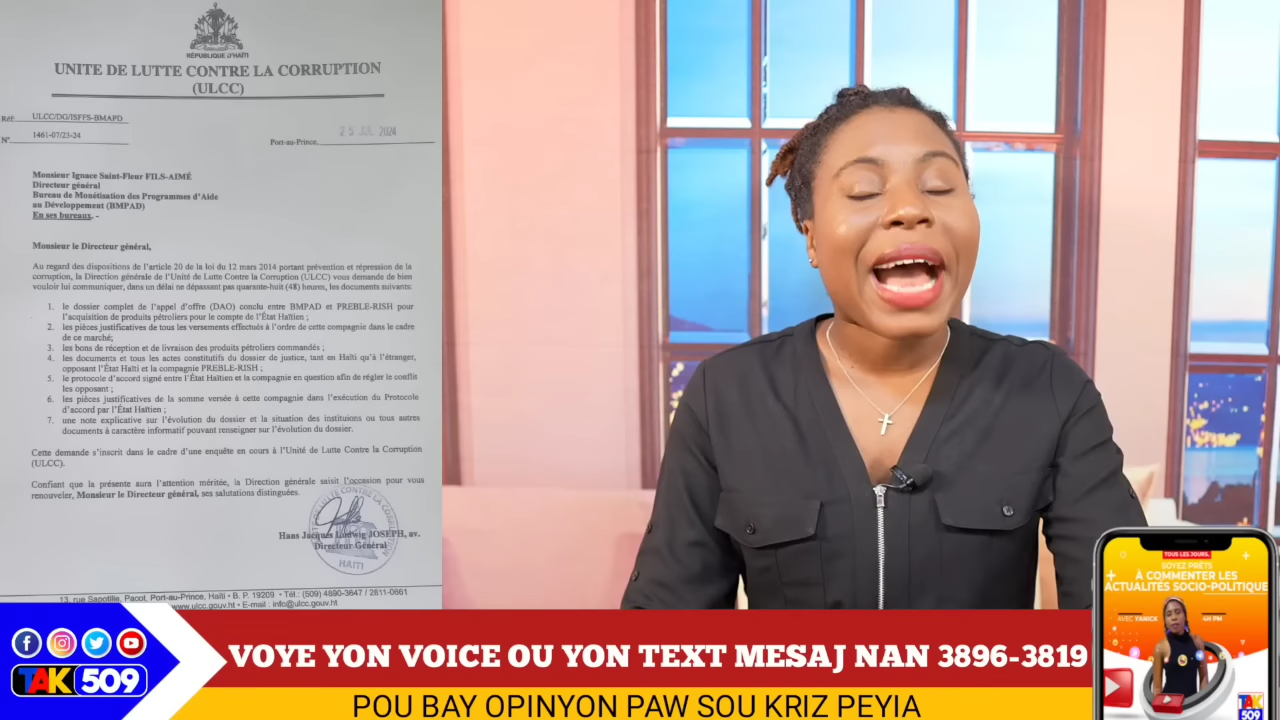 RÉPUBLIQUE D'HAÏTI
UNITE DE LUTTE CONTRE LA CORRUPTION
(ULCC)
Réf: ULCC/DG/ISFFS-BMAPD
N°. 1461-07/23-24
25 JUL 2024
Port-au-Prince,
Monsieur Ignace Saint-Fleur FILS-AIMÉ
Directeur général
Bureau de Monétisation des Programmes d'Aide
au Développement (BMPAD)
En ses bureaux. -
Monsieur le Directeur général,
Au regard des dispositions de l'article 20 de la loi du 12 mars 2014 portant prévention et répression de la
corruption, la Direction générale de l'Unité de Lutte Contre la Corruption (ULCC) vous demande de bien
vouloir lui communiquer, dans un délai ne dépassant pas quarante-huit (48) heures, les documents suivants:
1. le dossier complet de l'appel d'offre (DAO) conclu entre BMPAD et PREBLE-RISH pour
l'acquisition de produits pétroliers pour le compte de l'État Haïtien ;
2. les pièces justificatives de tous les versements effectués à l'ordre de cette compagnie dans le cadre
de ce marché;
3. les bons de réception et de livraison des produits pétroliers commandés ;
4. les documents et tous les actes constitutifs du dossier de justice, tant en Haïti qu'à l'étranger,
opposant l'État Haïti et la compagnie PREBLE-RISH ;
5. le protocole d'accord signé entre l'État Haïtien et la compagnie en question afin de régler le conflis
les opposant ;
6. les pièces justificatives de la somme versée à cette compagnie dans l'exécution du Protocole
d'accord par l'État Haïtien ;
7. une note explicative sur l'évolution du dossier et la situation des instituions ou tous autres
documents à caractère informatif pouvant renseigner sur l'évolution du dossier.
Cette demande s'inscrit dans le cadre d'une enquête en cours à l'Unité de Lutte Contre la Corruption
(ULCC).
Confiant que la présente aura l'attention méritée, la Direction générale saisit l'occasion pour vous
renouveler, Monsieur le Directeur général, ses salutations distinguées.
Hans Jacques Ludwig JOSEPH, av.
Directeur Général
HAITI
13, rue Sapotille, Pacot, Port-au-Prince, Haïti • B. P. 19209 • Tél.: (509) 4890-3647 / 2811-0661
www.ulcc.gouv.ht • E-mail : info@ulcc.gouv.ht
TAK 509
VOYE YON VOICE OU YON TEXT MESAJ NAN 3896-3819
POU BAY OPINYON PAW SOU KRIZ PEYIA
TOUS LES JOURS,
SOYEZ PRÊTS
À COMMENTER LES
ACTUALITÉS SOCIO-POLITIQUE
AVEC YANICK
4H PM
TAK
509